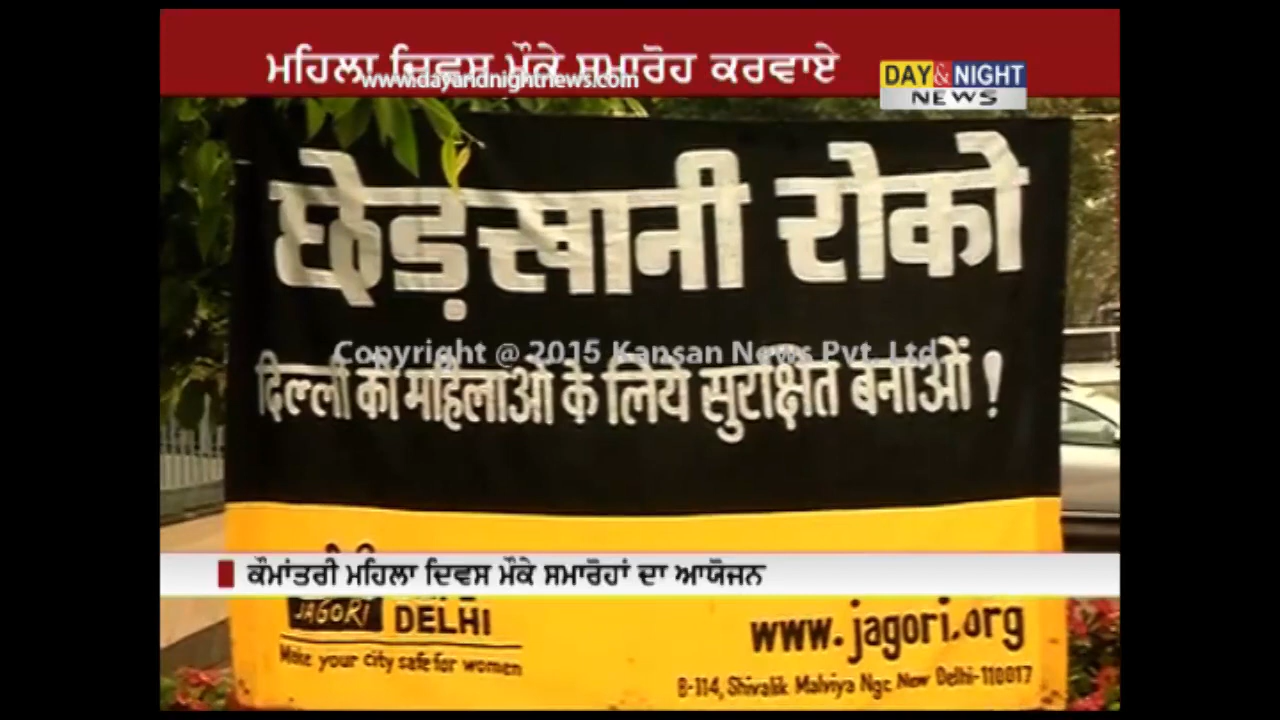 ਮਹਿਲਾ ਦਿਵਸ ਮੌਕੇ ਸਮਾਰੋਹ ਕਰਵਾਏ
www.dayandnightnews.com
DAY & NIGHT
NEWS
छेड़खानी रोको
Copyright @ 2015 Kansan News Pvt. Ltd
दिल्ली को महिलाओं के लिये सुरक्षित बनाओं !
ਕੌਮਾਂਤਰੀ ਮਹਿਲਾ ਦਿਵਸ ਮੌਕੇ ਸਮਾਰੋਹਾਂ ਦਾ ਆਯੋਜਨ
JAGORI
DELHI
Make your city safe for women
www.jagori.org
B-114, Shivalik Malviya Ngr New Delhi-110017